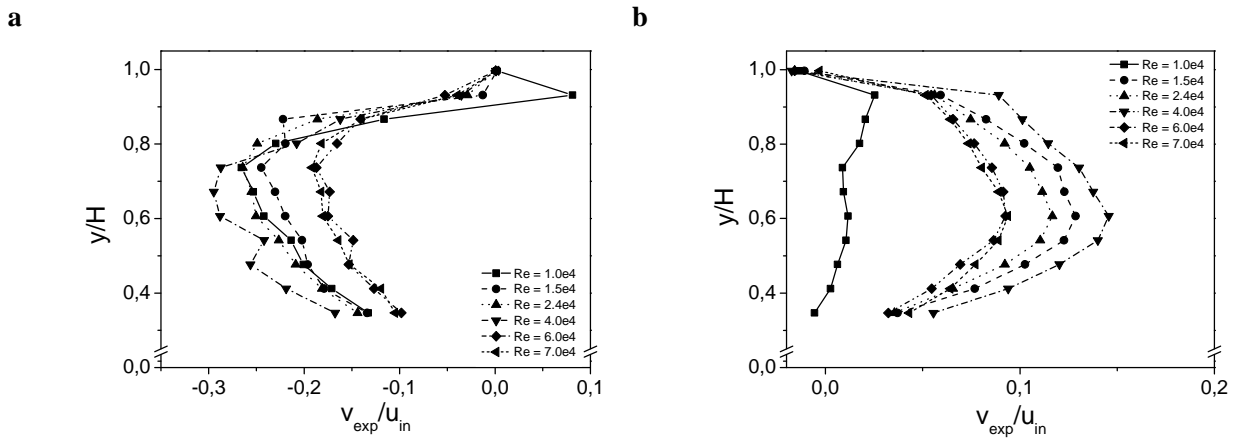 a
b
1,0
0,8
0,6
0,4
0,0
y/H
-0,3
-0,2
-0,1
0,0
0,1
v_exp/u_in
Re = 1.0e4
Re = 1.5e4
Re = 2.4e4
Re = 4.0e4
Re = 6.0e4
Re = 7.0e4
1,0
0,8
0,6
0,4
0,0
y/H
0,0
0,1
0,2
v_exp/u_in
Re = 1.0e4
Re = 1.5e4
Re = 2.4e4
Re = 4.0e4
Re = 6.0e4
Re = 7.0e4